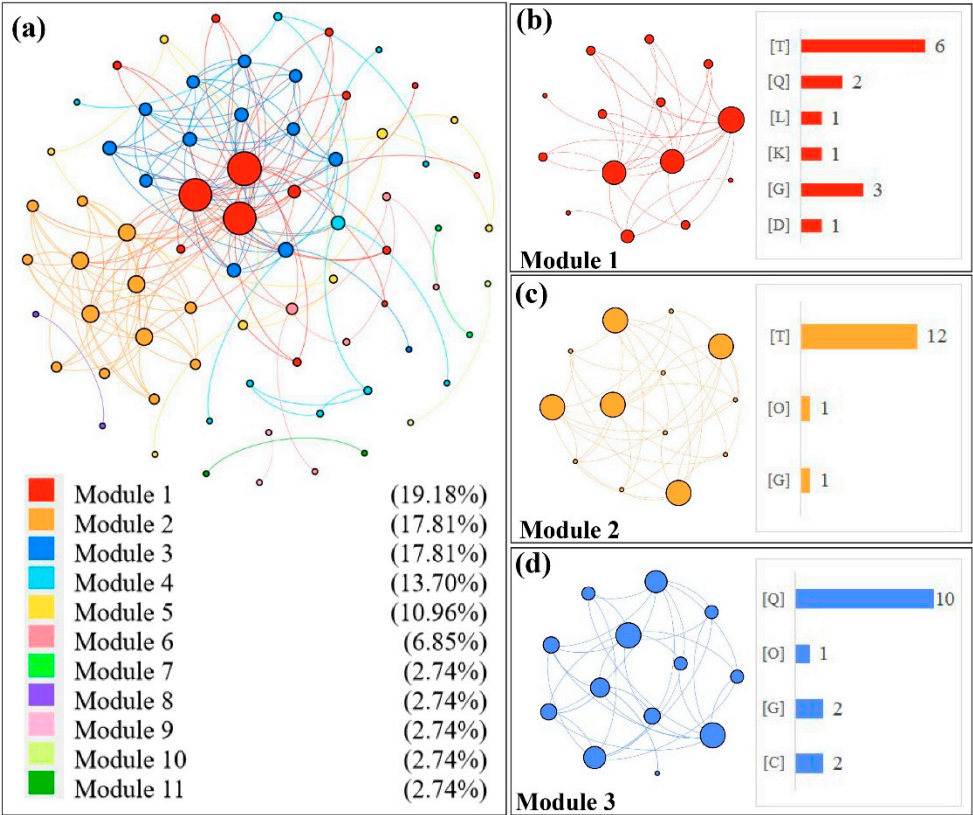 (a)
Module 1 (19.18%)
Module 2 (17.81%)
Module 3 (17.81%)
Module 4 (13.70%)
Module 5 (10.96%)
Module 6 (6.85%)
Module 7 (2.74%)
Module 8 (2.74%)
Module 9 (2.74%)
Module 10 (2.74%)
Module 11 (2.74%)
(b)
[T] 6
[Q] 2
[L] 1
[K] 1
[G] 3
[D] 1
Module 1
(c)
[T] 12
[O] 1
[G] 1
Module 2
(d)
[Q] 10
[O] 1
[G] 2
[C] 2
Module 3